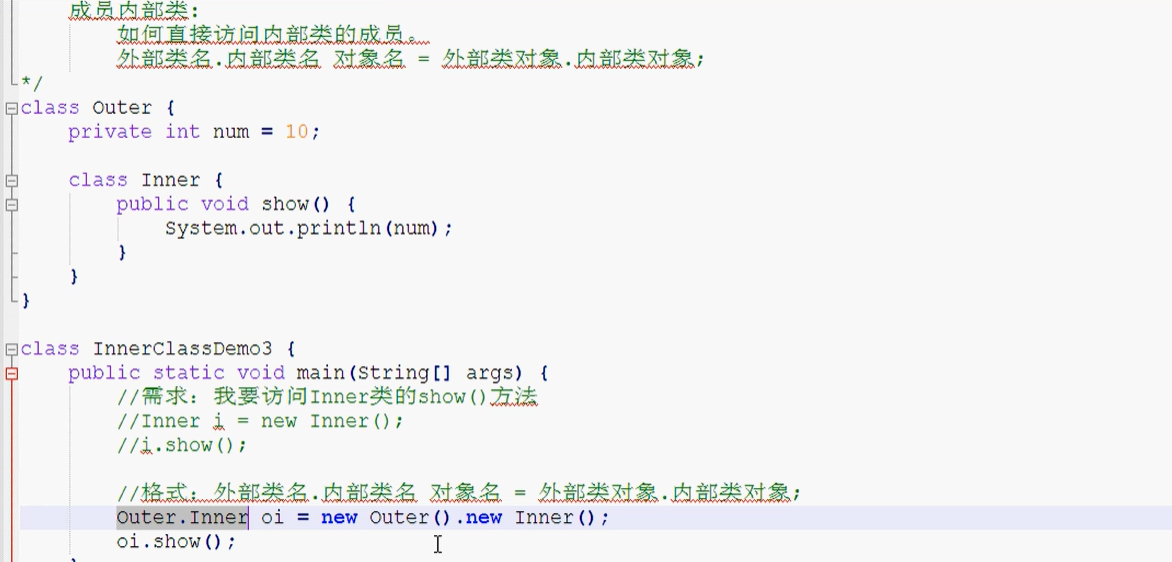 成员内部类:
如何直接访问内部类的成员。
外部类名.内部类名 对象名 = 外部类对象.内部类对象;
*/
class Outer {
private int num = 10;
class Inner {
public void show() {
System.out.println(num);
}
}
}
class InnerClassDemo3 {
public static void main(String[] args) {
//需求：我要访问Inner类的show()方法
//Inner i = new Inner();
//i.show();
//格式：外部类名.内部类名 对象名 = 外部类对象.内部类对象;
Outer.Inner oi = new Outer().new Inner();
oi.show();